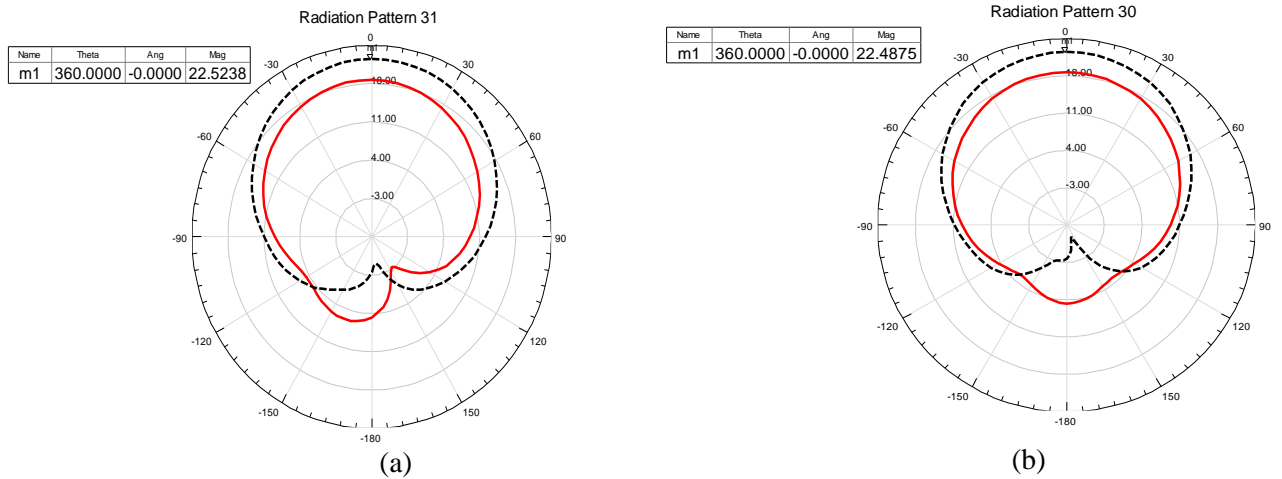 Radiation Pattern 31
Name Theta Ang Mag
m1 360.0000 -0.0000 22.5238
0
m1
-30 30
18.00
-60 60
11.00
4.00
-3.00
-90 90
-120 120
-150 150
-180
(a)
Radiation Pattern 30
Name Theta Ang Mag
m1 360.0000 -0.0000 22.4875
0
m1
-30 30
18.00
-60 60
11.00
4.00
-3.00
-90 90
-120 120
-150 150
-180
(b)